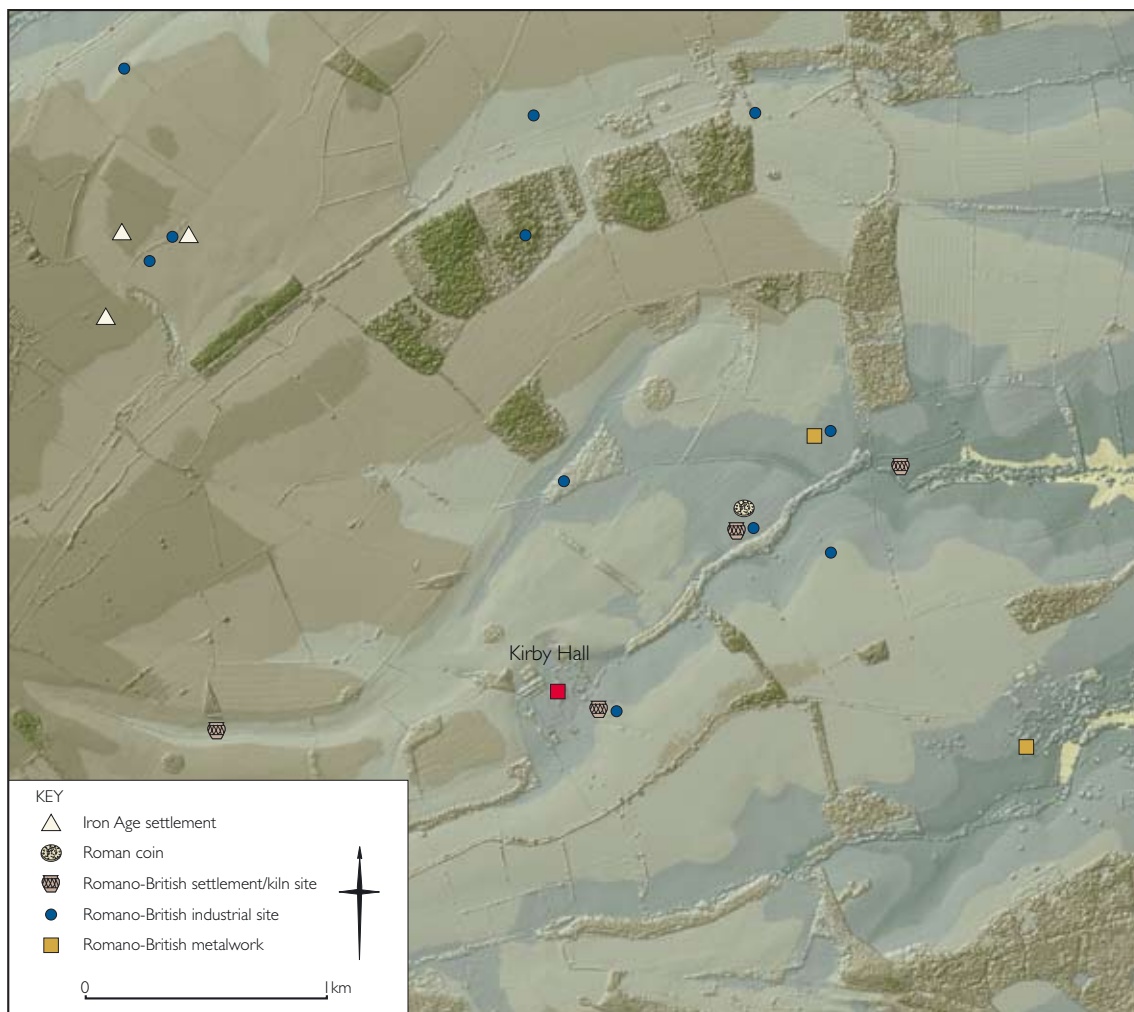 Kirby Hall
KEY
Iron Age settlement
Roman coin
Romano-British settlement/kiln site
Romano-British industrial site
Romano-British metalwork
0 1km